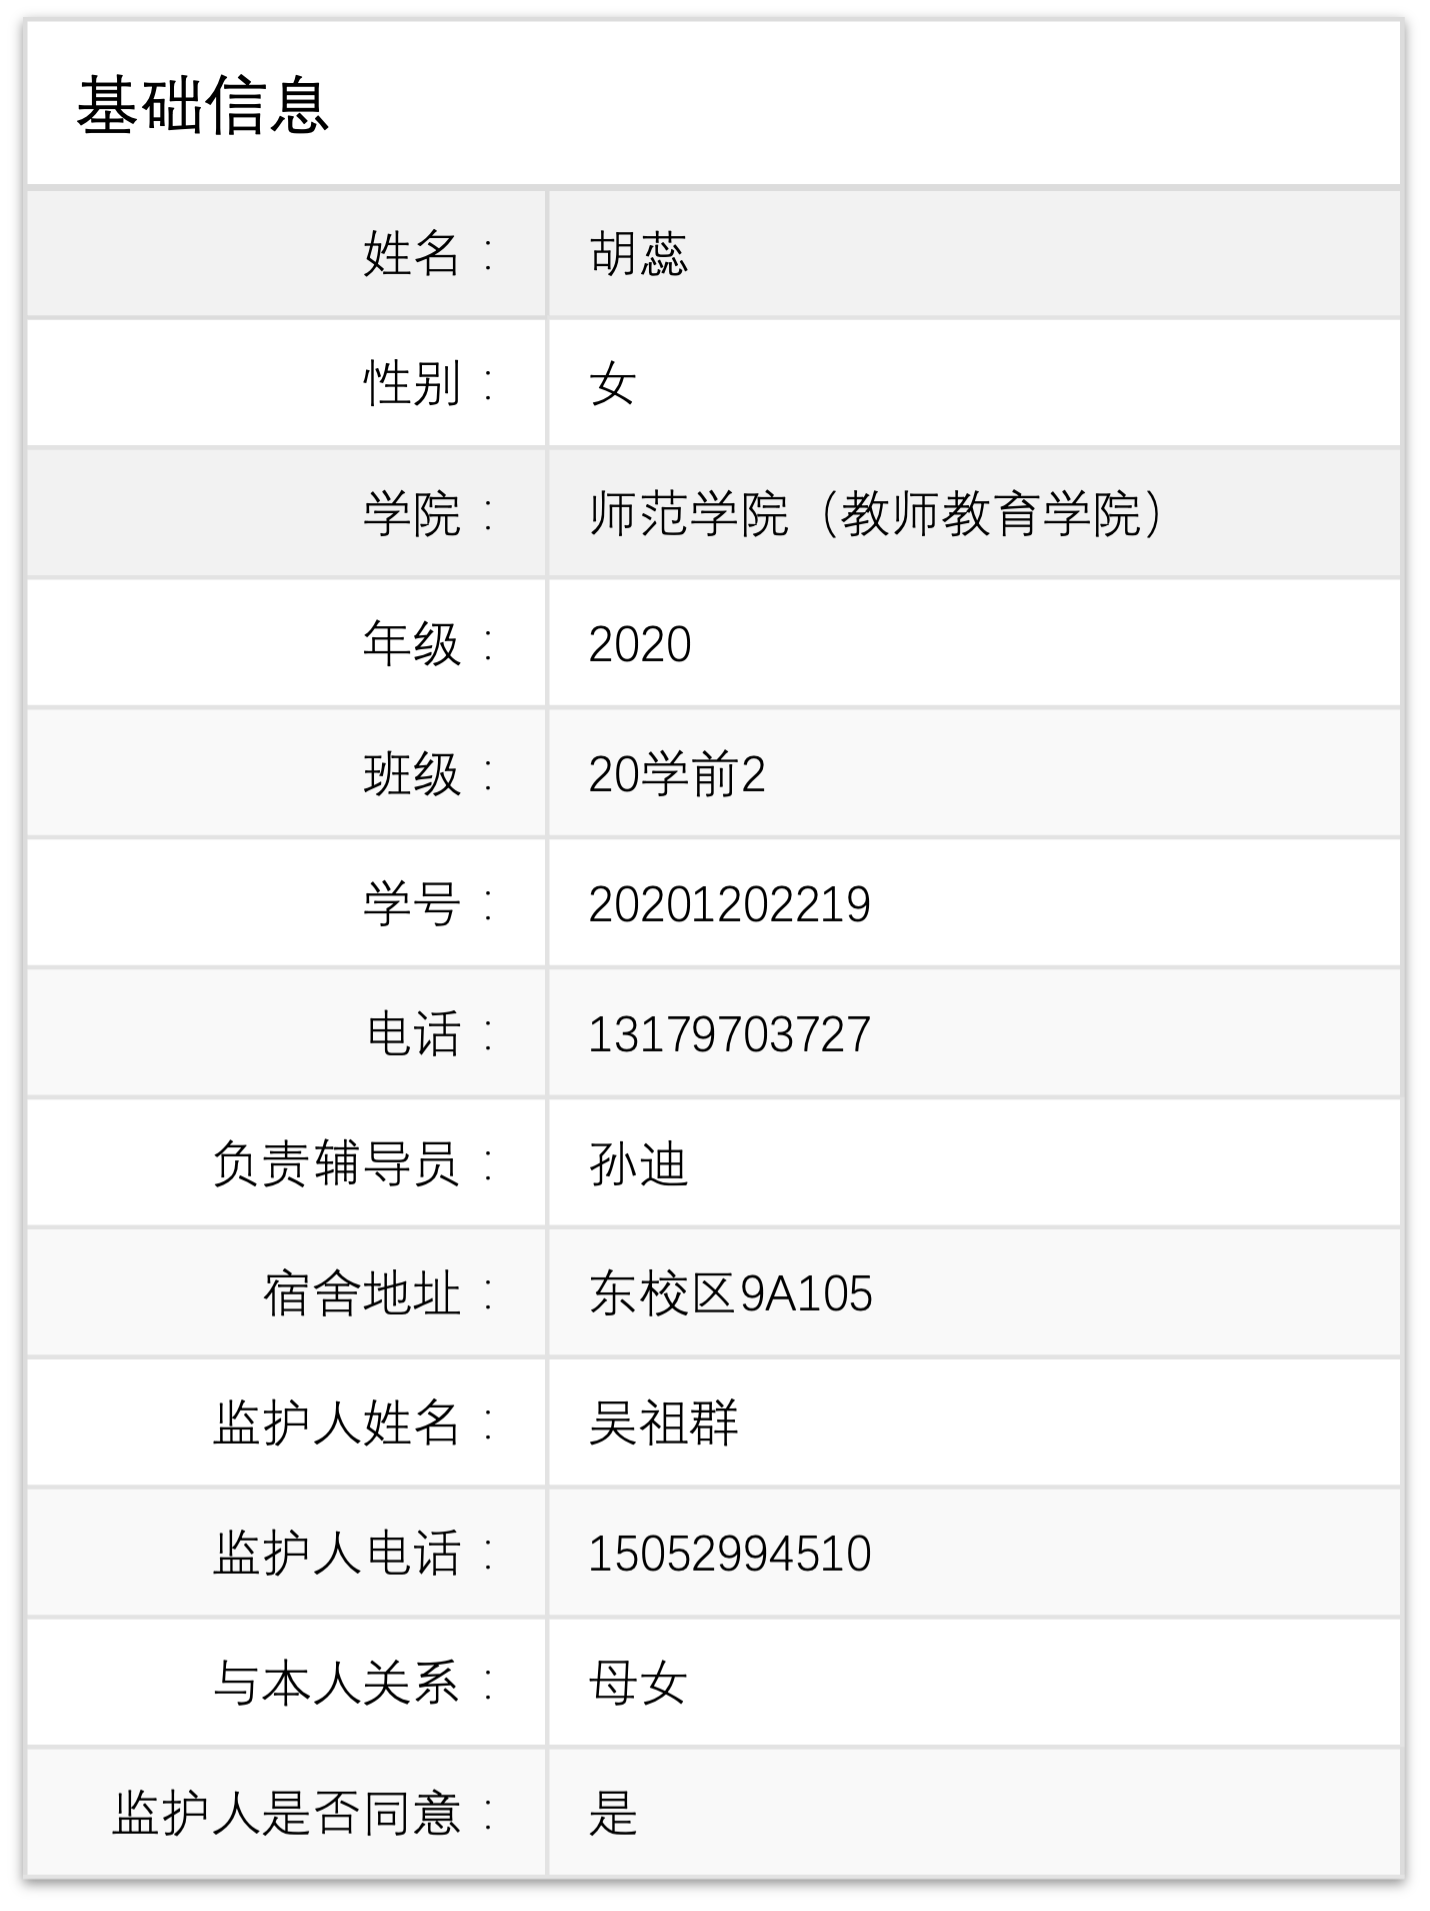 基础信息
姓名： 胡蕊
性别： 女
学院： 师范学院（教师教育学院）
年级： 2020
班级： 20学前2
学号： 20201202219
电话： 13179703727
负责辅导员： 孙迪
宿舍地址： 东校区9A105
监护人姓名： 吴祖群
监护人电话： 15052994510
与本人关系： 母女
监护人是否同意： 是